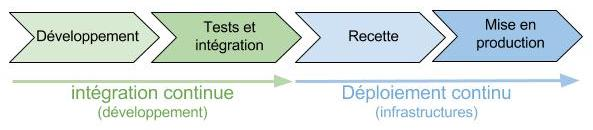 Développement
Tests et
intégration
Recette
Mise en
production
intégration continue
(développement)
Déploiement continu
(infrastructures)